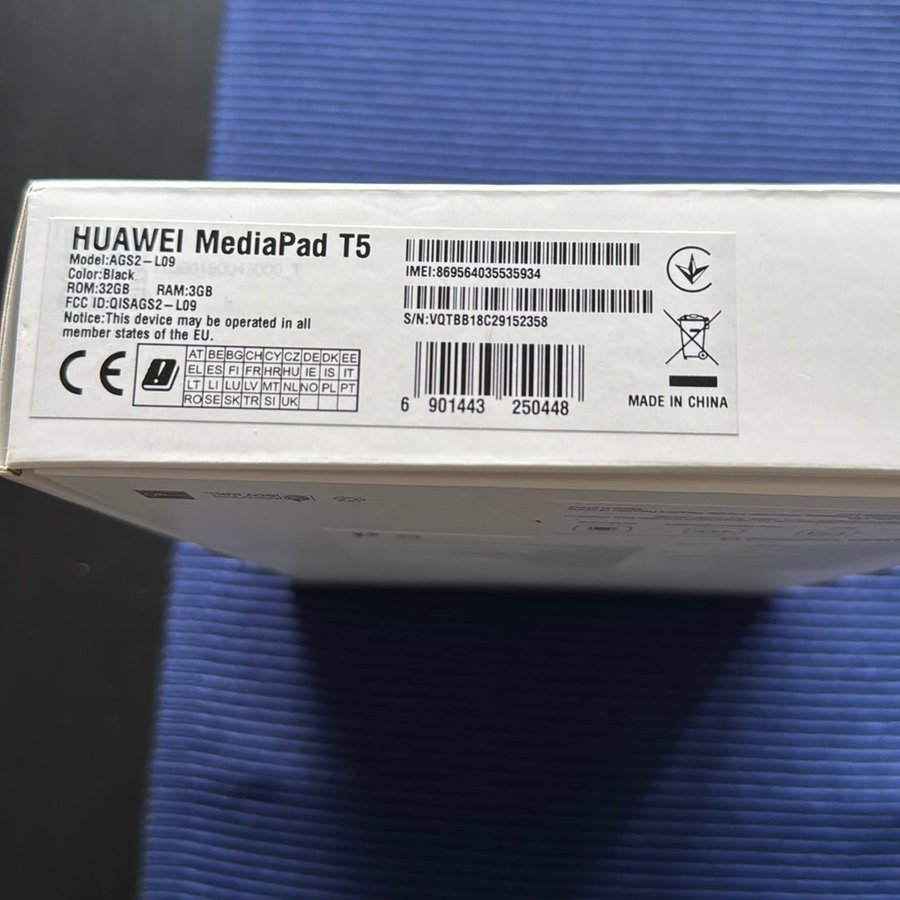 HUAWEI MediaPad T5
Model:AGS2-L09
Color:Black
ROM:32GB RAM:3GB
FCC ID:QISAGS2-L09
Notice:This device may be operated in all
member states of the EU.
CE
AT BE BG CH CY CZ DE DK EE
EL ES FI FR HR HU IE IS IT
LT LI LU LV MT NL NO PL PT
RO SE SK TR SI UK
IMEI:869564035535934
S/N:VQTBB18C29152358
6 901443 250448
MADE IN CHINA